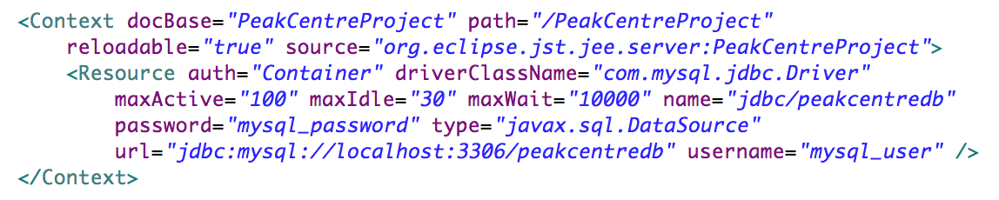 <Context docBase="PeakCentreProject" path="/PeakCentreProject"
reloadable="true" source="org.eclipse.jst.jee.server:PeakCentreProject">
<Resource auth="Container" driverClassName="com.mysql.jdbc.Driver"
maxActive="100" maxIdle="30" maxWait="10000" name="jdbc/peakcentredb"
password="mysql_password" type="javax.sql.DataSource"
url="jdbc:mysql://localhost:3306/peakcentredb" username="mysql_user" />
</Context>